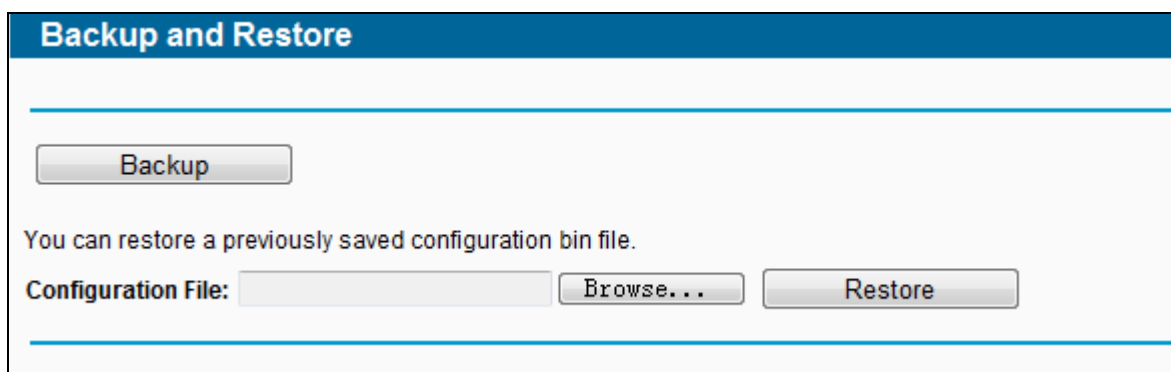 Backup and Restore
Backup
You can restore a previously saved configuration bin file.
Configuration File: Browse... Restore